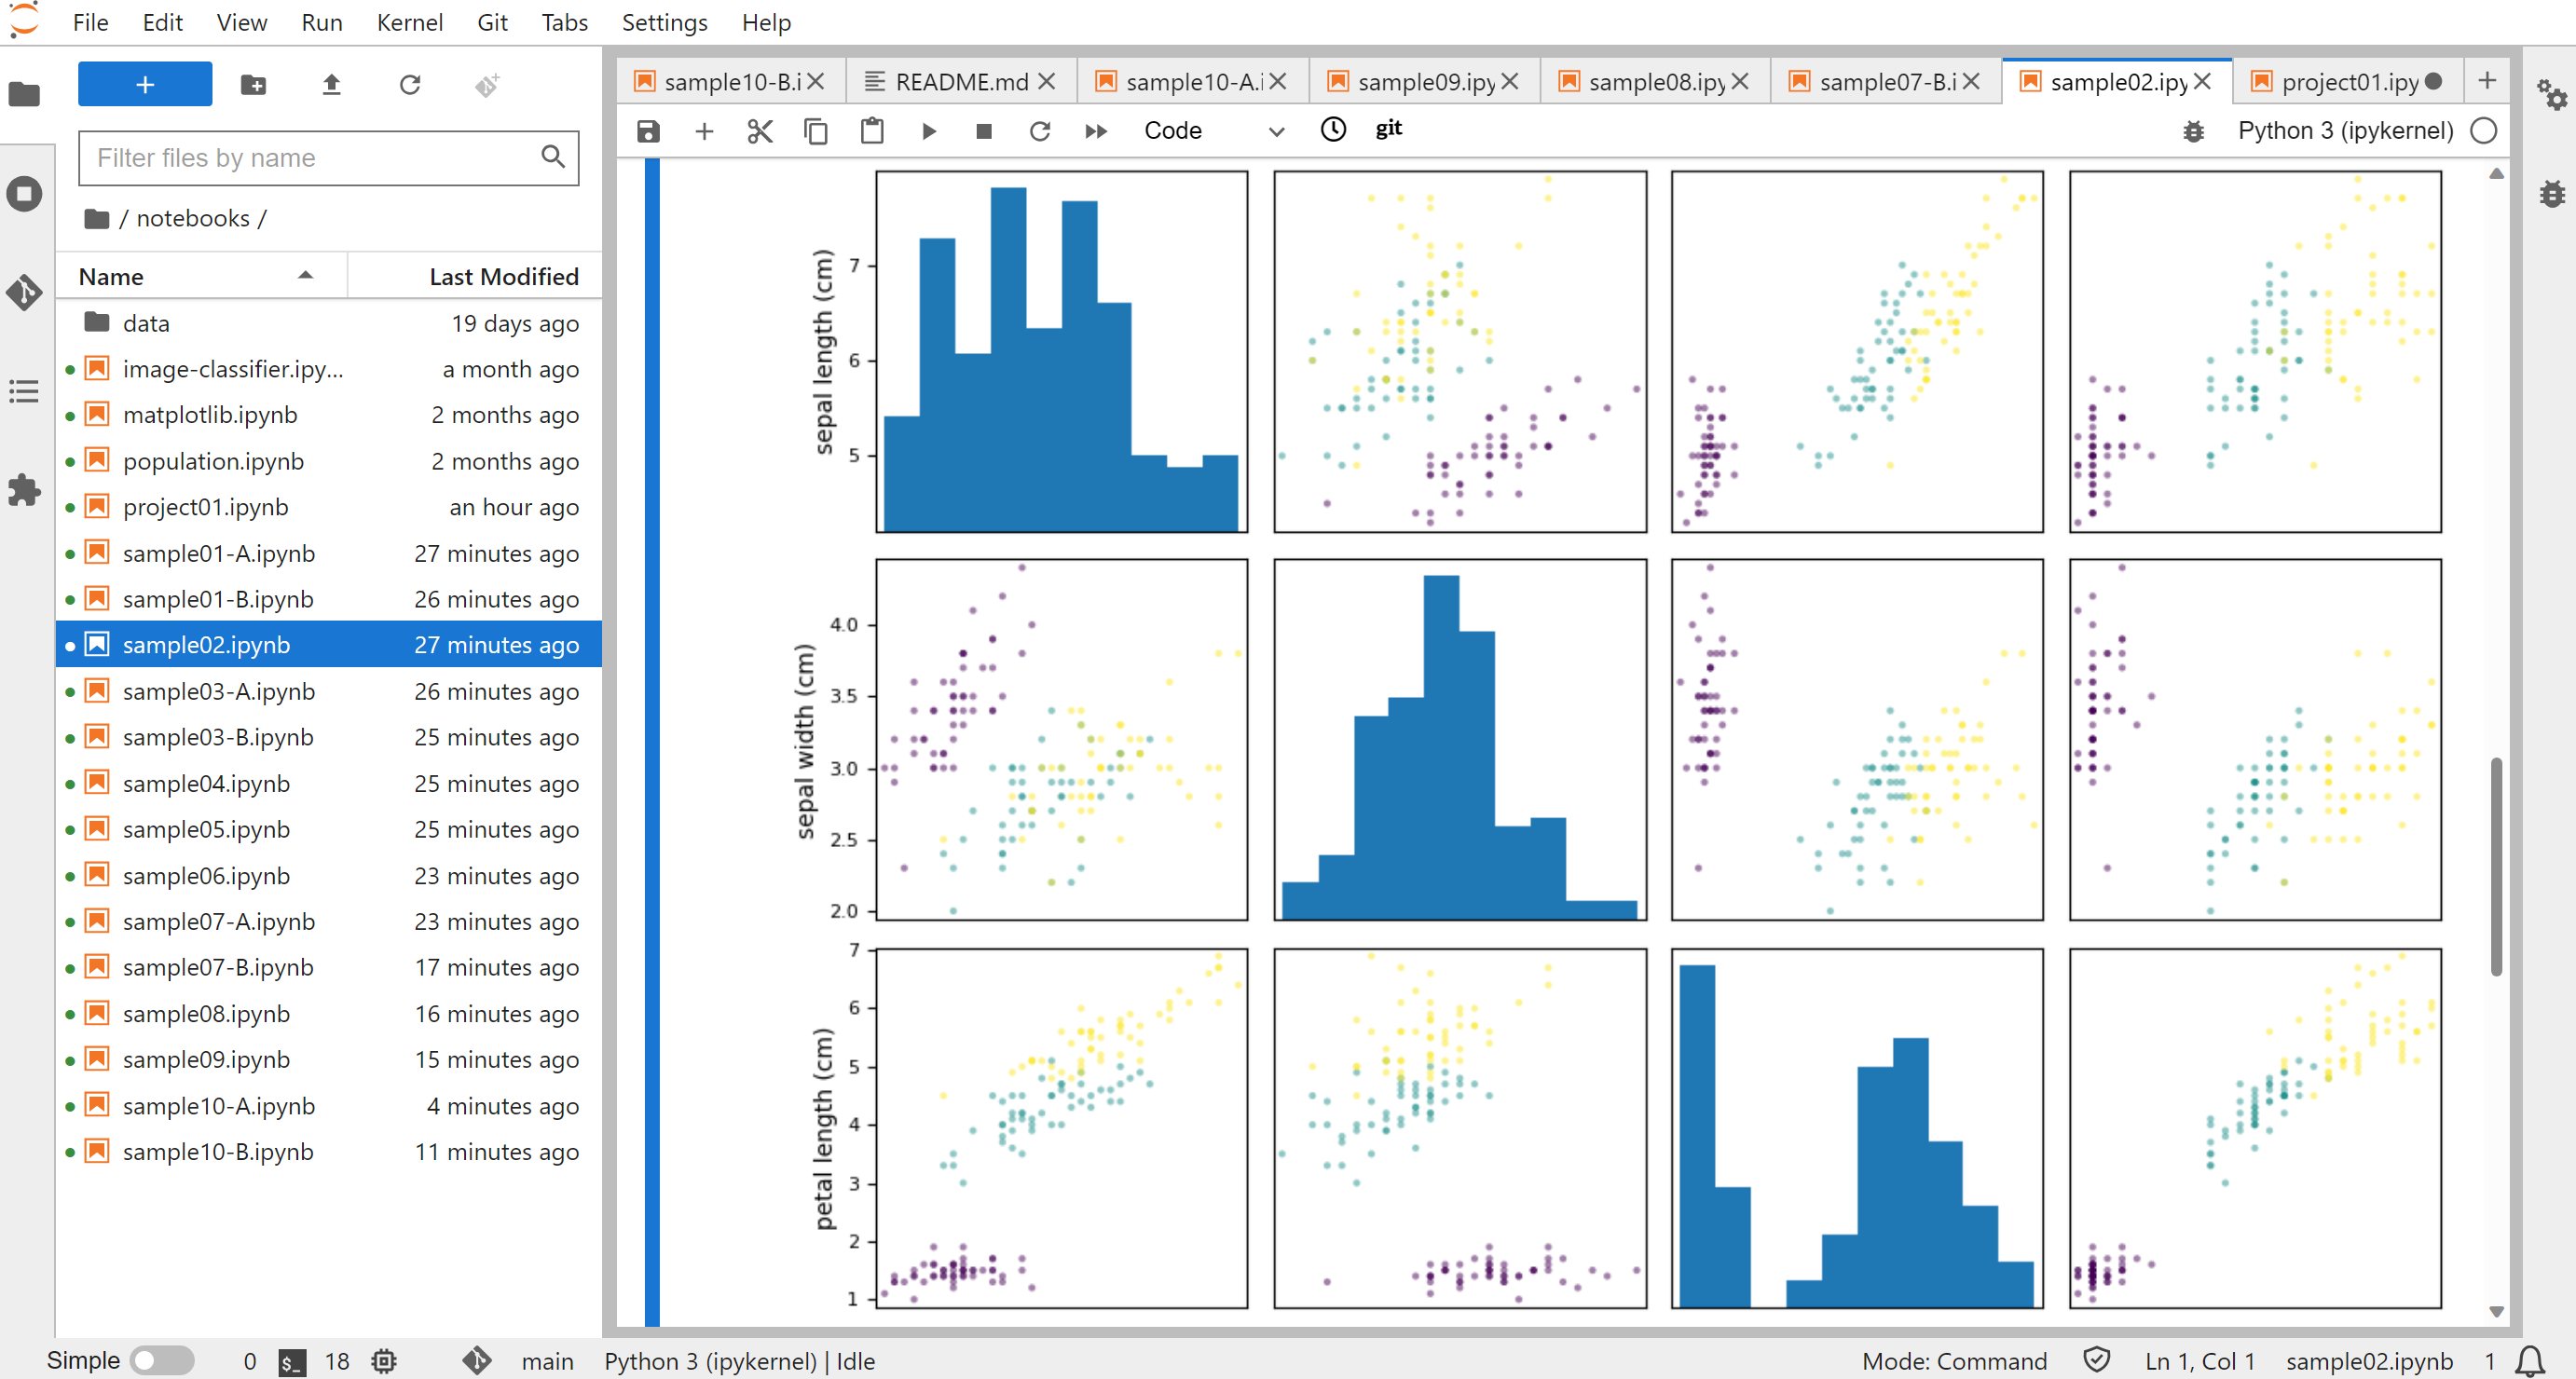 File Edit View Run Kernel Git Tabs Settings Help
Filter files by name
/ notebooks /
Name Last Modified
data 19 days ago
image-classifier.ipy... a month ago
matplotlib.ipynb 2 months ago
population.ipynb 2 months ago
project01.ipynb an hour ago
sample01-A.ipynb 27 minutes ago
sample01-B.ipynb 26 minutes ago
sample02.ipynb 27 minutes ago
sample03-A.ipynb 26 minutes ago
sample03-B.ipynb 25 minutes ago
sample04.ipynb 25 minutes ago
sample05.ipynb 25 minutes ago
sample06.ipynb 23 minutes ago
sample07-A.ipynb 23 minutes ago
sample07-B.ipynb 17 minutes ago
sample08.ipynb 16 minutes ago
sample09.ipynb 15 minutes ago
sample10-A.ipynb 4 minutes ago
sample10-B.ipynb 11 minutes ago
sample10-B.i README.md sample10-A.i sample09.ipy sample08.ipy sample07-B.i sample02.ipy project01.ipy
Code git Python 3 (ipykernel)
sepal length (cm)
7
6
5
sepal width (cm)
4.0
3.5
3.0
2.5
2.0
petal length (cm)
7
6
5
4
3
2
1
Simple 0 $_ 18 main Python 3 (ipykernel) | Idle Mode: Command Ln 1, Col 1 sample02.ipynb 1